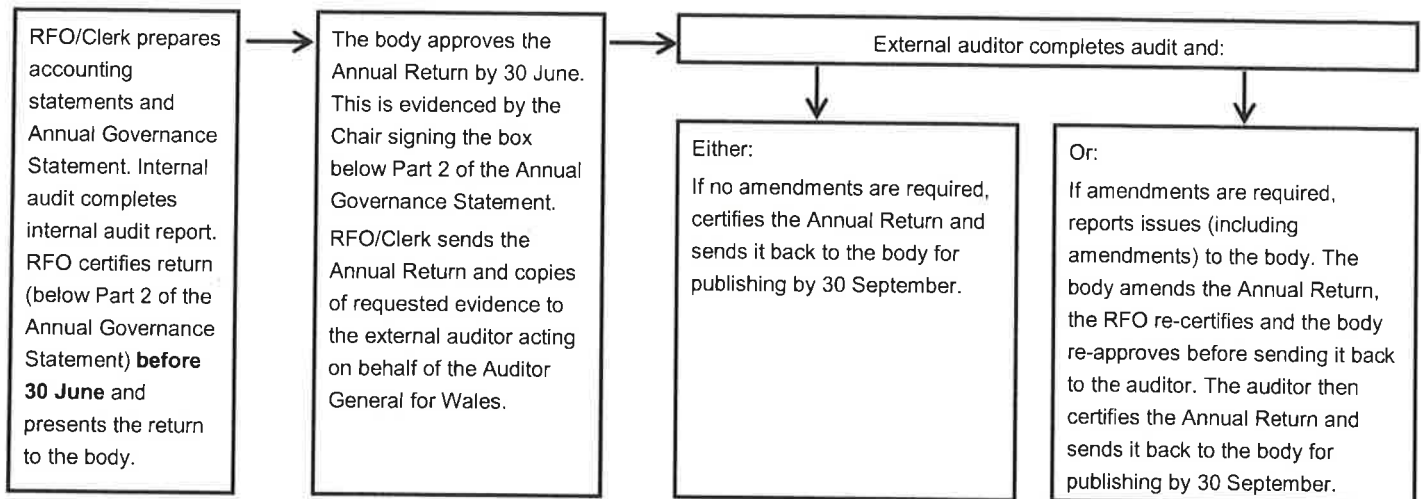 RFO/Clerk prepares
accounting
statements and
Annual Governance
Statement. Internal
audit completes
internal audit report.
RFO certifies return
(below Part 2 of the
Annual Governance
Statement) before
30 June and
presents the return
to the body.
The body approves the
Annual Return by 30 June.
This is evidenced by the
Chair signing the box
below Part 2 of the Annual
Governance Statement.
RFO/Clerk sends the
Annual Return and copies
of requested evidence to
the external auditor acting
on behalf of the Auditor
General for Wales.
External auditor completes audit and:
Either:
If no amendments are required,
certifies the Annual Return and
sends it back to the body for
publishing by 30 September.
Or:
If amendments are required,
reports issues (including
amendments) to the body. The
body amends the Annual Return,
the RFO re-certifies and the body
re-approves before sending it back
to the auditor. The auditor then
certifies the Annual Return and
sends it back to the body for
publishing by 30 September.